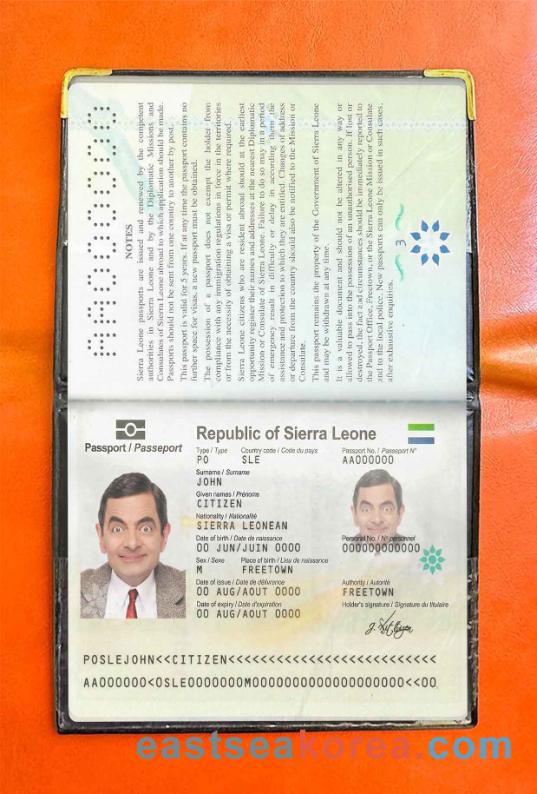 NOTES
Sierra Leone passports are issued and renewed by the competent
authorities in Sierra Leone and by the Diplomatic Missions and
Consulates of Sierra Leone abroad to which application should be made.
Passports should not be sent from one country to another by post.
This passport is valid for 5 years. If at any time the passport contains no
further space for visas, a new passport must be obtained.
The possession of a passport does not exempt the holder from
compliance with any immigration regulations in force in the territories
or from the necessity of obtaining a visa or permit where required.
Sierra Leone citizens who are resident abroad should at the earliest
opportunity register their names and addresses at the nearest Diplomatic
Mission or Consulate of Sierra Leone. Failure to do so may in a period
of emergency result in difficulty or delay in according them the
assistance and protection to which they are entitled. Changes of address
or departure from the country should also be notified to the Mission or
Consulate.
This passport remains the property of the Government of Sierra Leone
and may be withdrawn at any time.
It is a valuable document and should not be altered in any way or
allowed to pass into the possession of an unauthorised person. If lost or
destroyed, the fact and circumstances should be immediately reported to
the Passport Office, Freetown, or the Sierra Leone Mission or Consulate
and to the local police. New passports can only be issued in such cases,
after exhaustive enquiries.
3
Passport / Passeport
Republic of Sierra Leone
Type / Type Country code / Code du pays Passport No. / Passeport N°
PO SLE AA000000
Surname / Surname
JOHN
Given names / Prénoms
CITIZEN
Nationality / Nationalité
SIERRA LEONEAN
Date of birth / Date de naissance Personal No. / N° personnel
00 JUN/JUIN 0000 000000000000
Sex / Sexe Place of birth / Lieu de naissance
M FREETOWN
Date of issue / Date de délivrance Authority / Autorité
00 AUG/AOUT 0000 FREETOWN
Date of expiry / Date d'expiration Holder's signature / Signature du titulaire
00 AUG/AOUT 0000
POSLEJOHN<<CITIZEN<<<<<<<<<<<<<<<<<<<<<<<<<<
AA000000<0SLE0000000M0000000000000000000<<00
eastseakorea.com